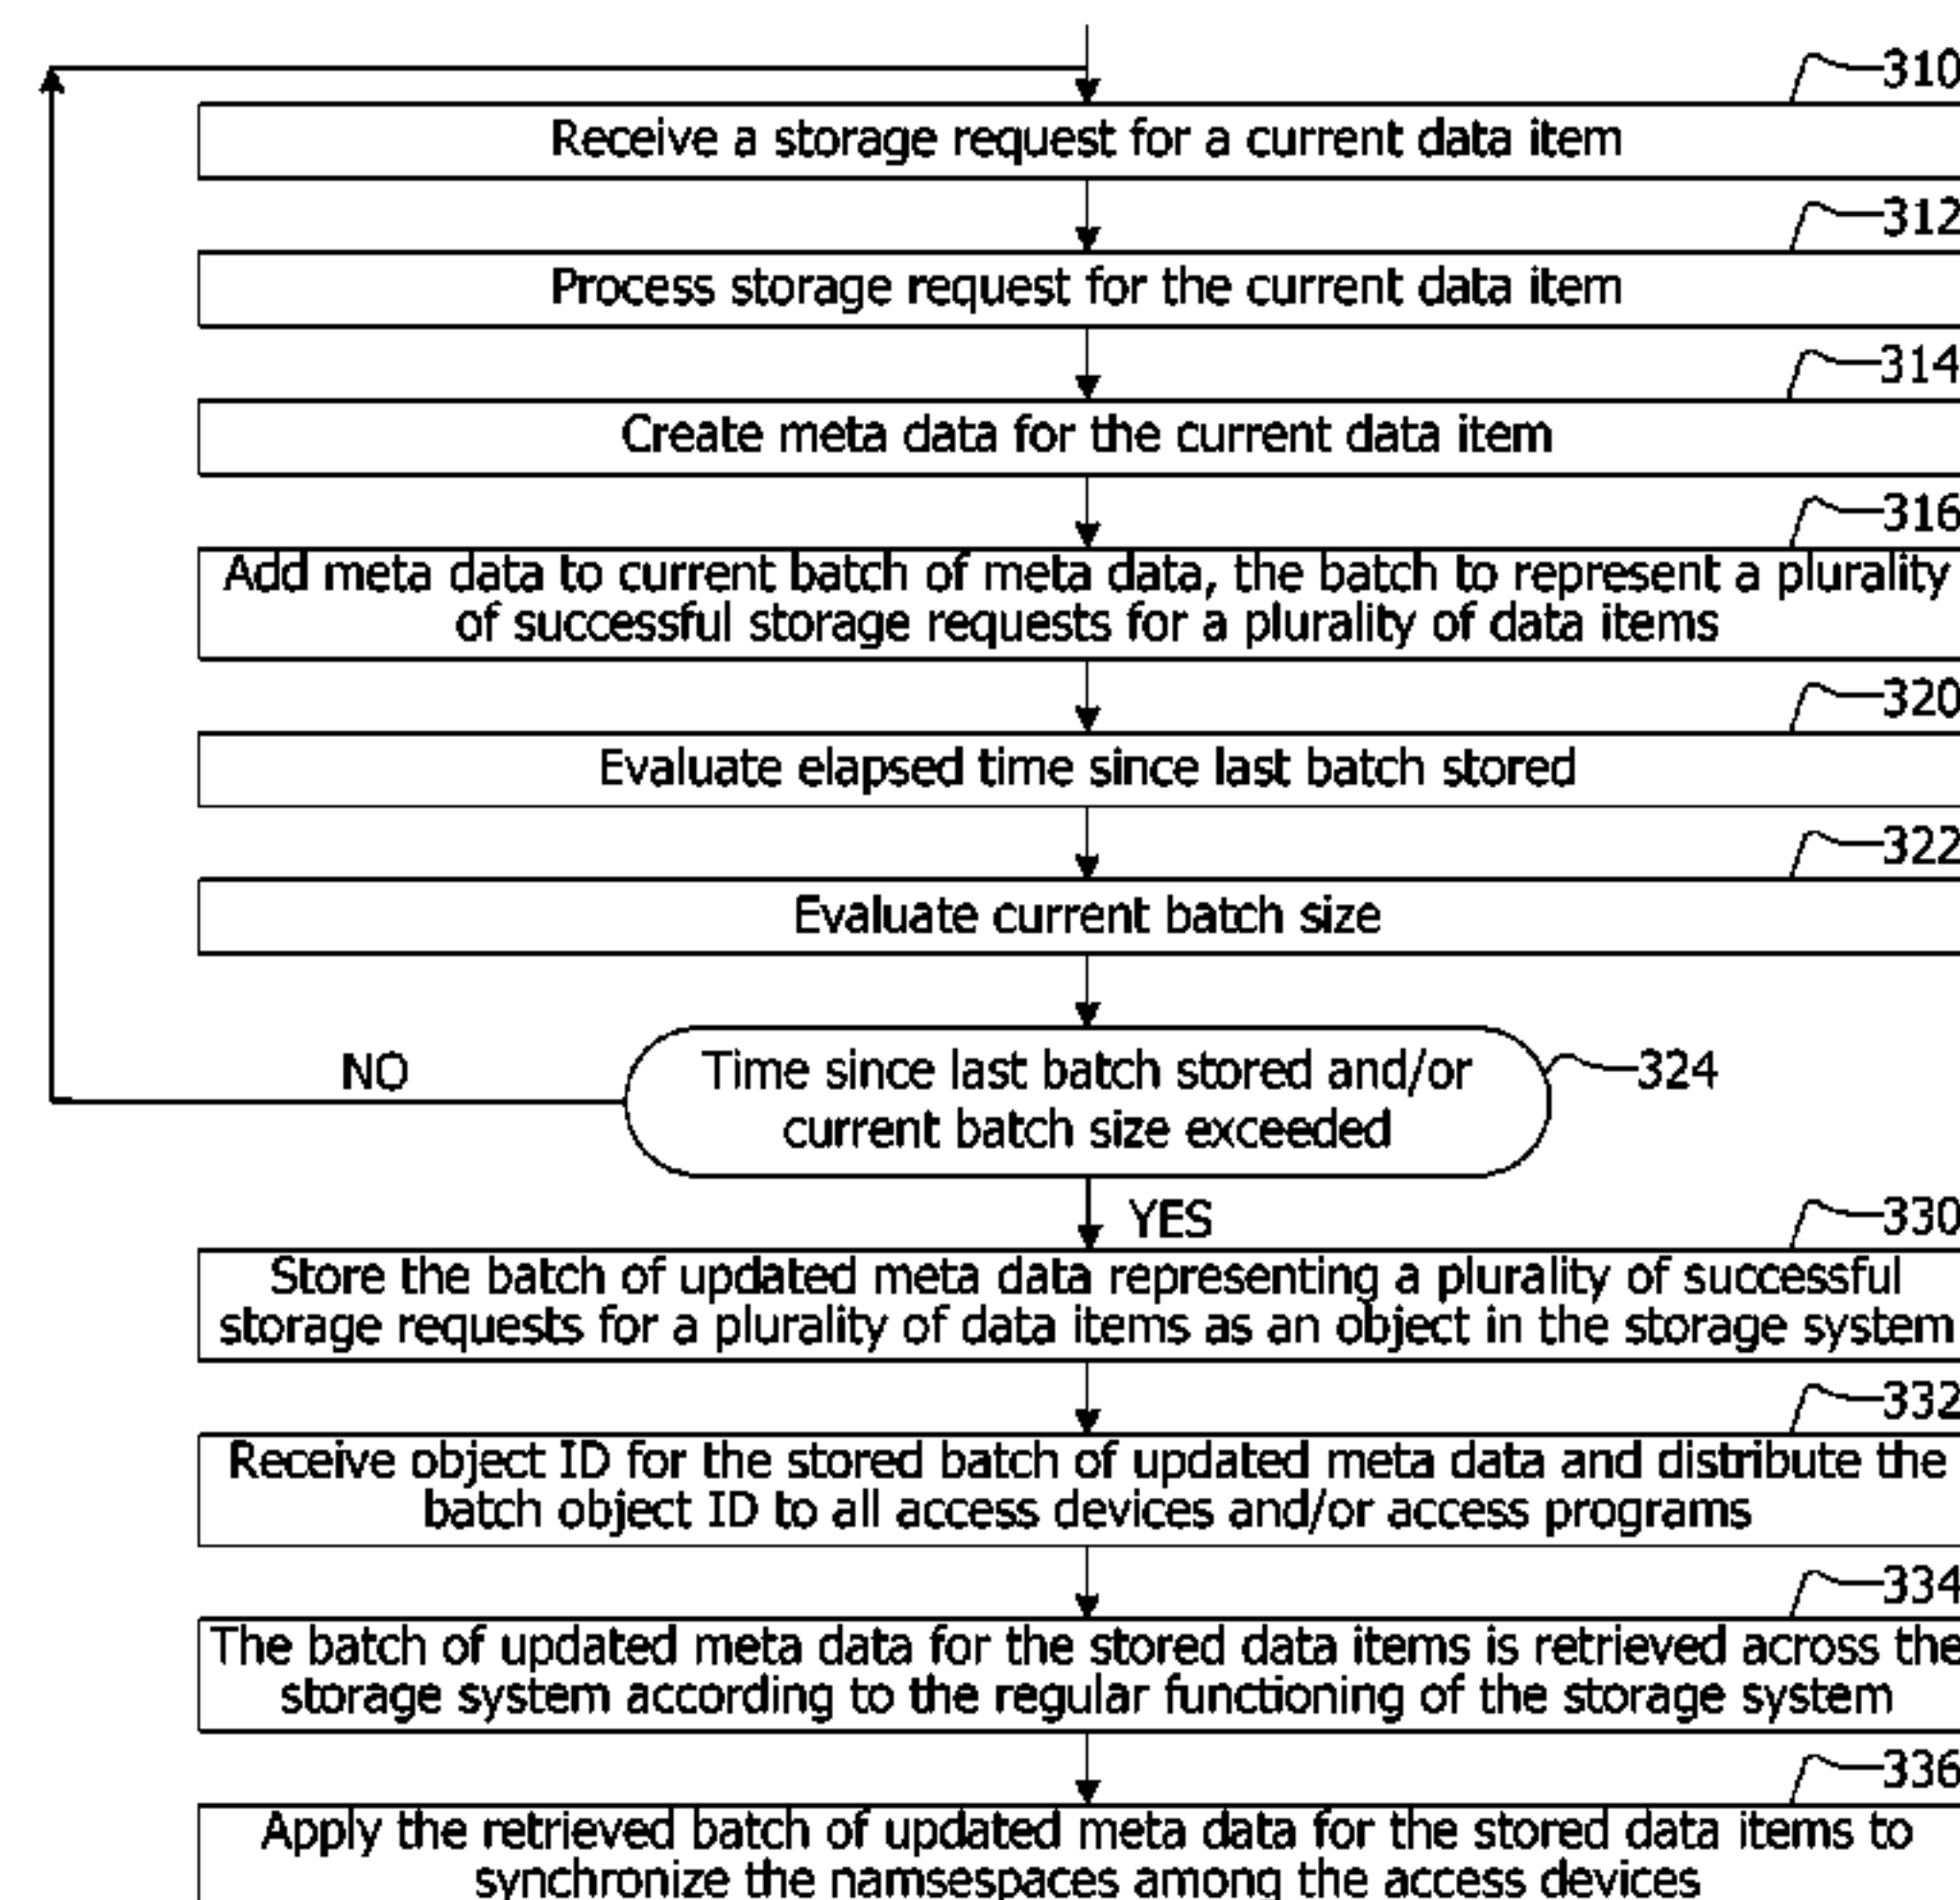 310
Receive a storage request for a current data item
312
Process storage request for the current data item
314
Create meta data for the current data item
316
Add meta data to current batch of meta data, the batch to represent a plurality
of successful storage requests for a plurality of data items
320
Evaluate elapsed time since last batch stored
322
Evaluate current batch size
Time since last batch stored and/or
current batch size exceeded
324
NO
YES
330
Store the batch of updated meta data representing a plurality of successful
storage requests for a plurality of data items as an object in the storage system
332
Receive object ID for the stored batch of updated meta data and distribute the
batch object ID to all access devices and/or access programs
334
The batch of updated meta data for the stored data items is retrieved across the
storage system according to the regular functioning of the storage system
336
Apply the retrieved batch of updated meta data for the stored data items to
synchronize the namsespaces among the access devices